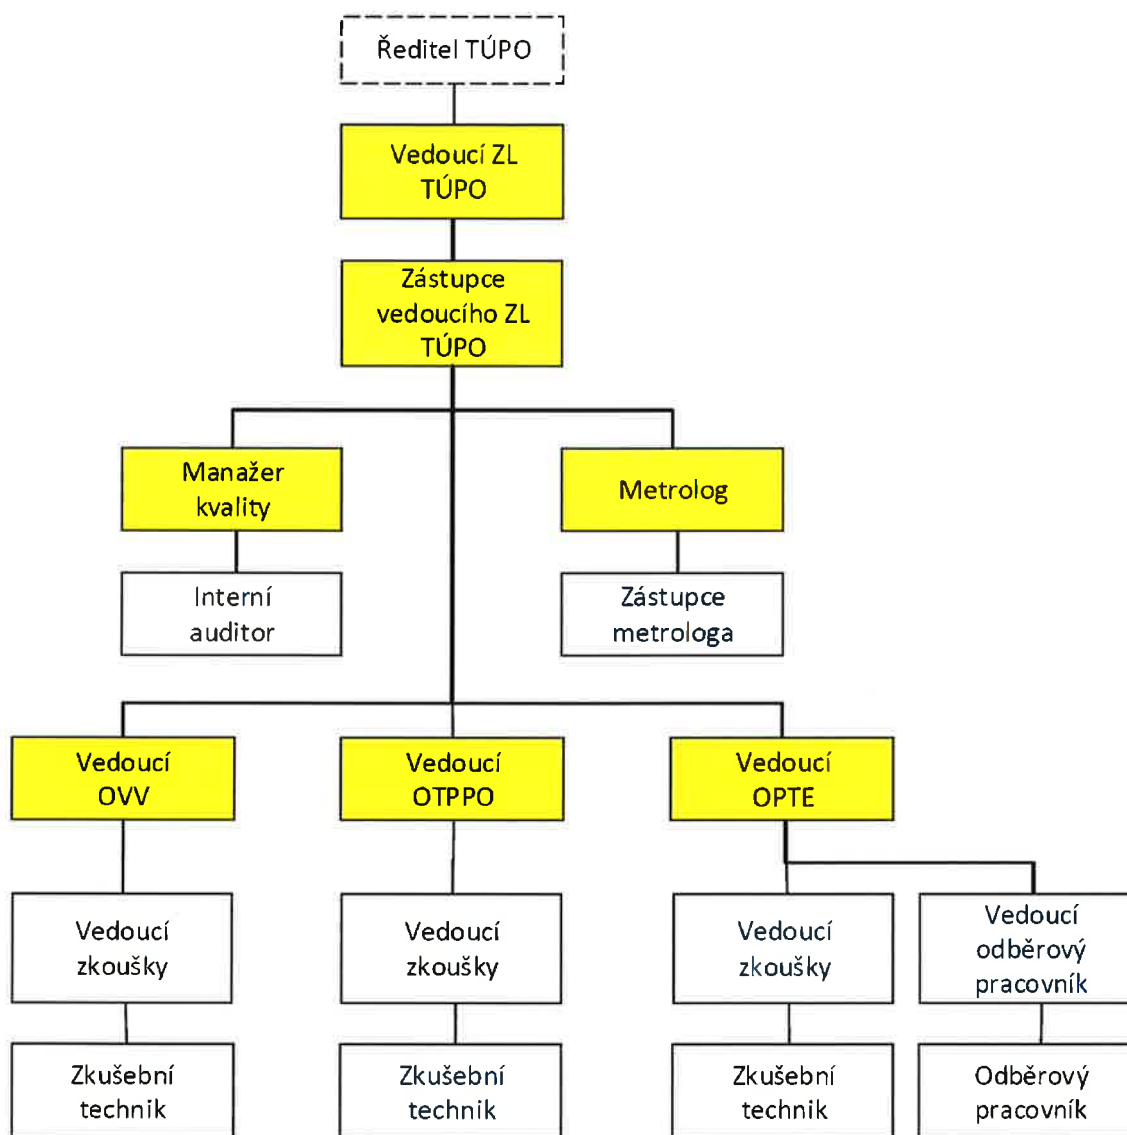 Ředitel TÚPO
Vedoucí ZL
TÚPO
Zástupce
vedoucího ZL
TÚPO
Manažer
kvality
Metrolog
Interní
auditor
Zástupce
metrologa
Vedoucí
OVV
Vedoucí
OTPPO
Vedoucí
OPTE
Vedoucí
zkoušky
Vedoucí
zkoušky
Vedoucí
zkoušky
Vedoucí
odběrový
pracovník
Zkušební
technik
Zkušební
technik
Zkušební
technik
Odběrový
pracovník